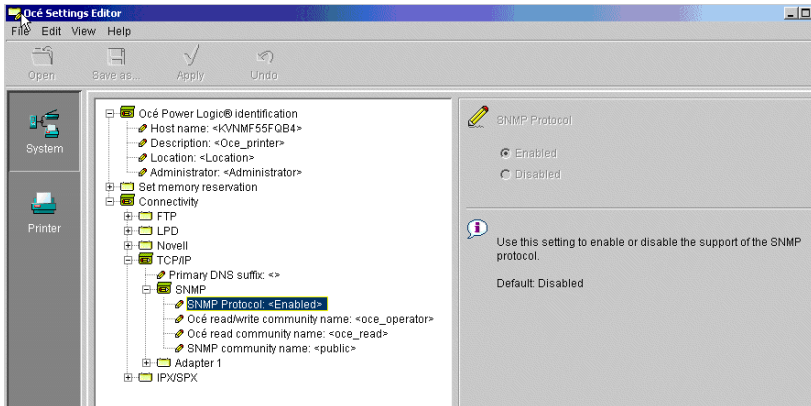 Océ Settings Editor
File Edit View Help
Open Save as... Apply Undo
System
Printer
Océ Power Logic® identification
Host name: <KVNMF55FQB4>
Description: <Oce_printer>
Location: <Location>
Administrator: <Administrator>
Set memory reservation
Connectivity
FTP
LPD
Novell
TCP/IP
Primary DNS suffix: <>
SNMP
SNMP Protocol: <Enabled>
Océ read/write community name: <oce_operator>
Océ read community name: <oce_read>
SNMP community name: <public>
Adapter 1
IPX/SPX
SNMP Protocol
Enabled
Disabled
Use this setting to enable or disable the support of the SNMP
protocol.
Default: Disabled